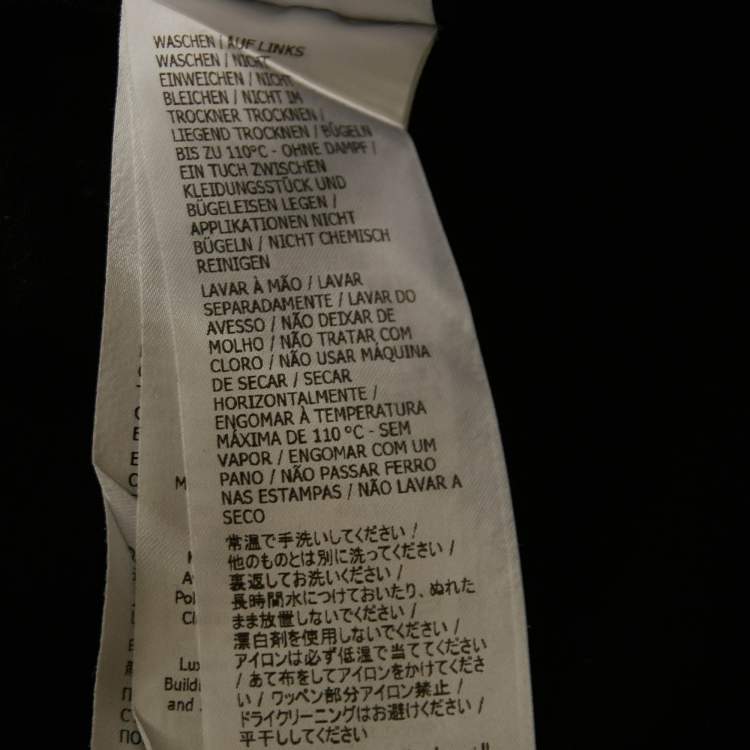 WASCHEN / AUF LINKS
WASCHEN / NICHT
EINWEICHEN / NICHT
BLEICHEN / NICHT IM
TROCKNER TROCKNEN /
LIEGEND TROCKNEN / BÜGELN
BIS ZU 110°C - OHNE DAMPF /
EIN TUCH ZWISCHEN
KLEIDUNGSSTÜCK UND
BÜGELEISEN LEGEN /
APPLIKATIONEN NICHT
BÜGELN / NICHT CHEMISCH
REINIGEN
LAVAR À MÃO / LAVAR
SEPARADAMENTE / LAVAR DO
AVESSO / NÃO DEIXAR DE
MOLHO / NÃO TRATAR COM
CLORO / NÃO USAR MÁQUINA
DE SECAR / SECAR
HORIZONTALMENTE /
ENGOMAR À TEMPERATURA
MÁXIMA DE 110 °C - SEM
VAPOR / ENGOMAR COM UM
PANO / NÃO PASSAR FERRO
NAS ESTAMPAS / NÃO LAVAR A
SECO
常温で手洗いしてください /
他のものとは別に洗ってください /
裏返してお洗いください /
長時間水につけておいたり、ぬれた
まま放置しないでください /
漂白剤を使用しないでください /
アイロンは必ず低温で当ててください
/ あて布をしてアイロンをかけてくださ
い / ワッペン部分アイロン禁止 /
ドライクリーニングはお避けください /
平干ししてください
Lux
Buildi
and